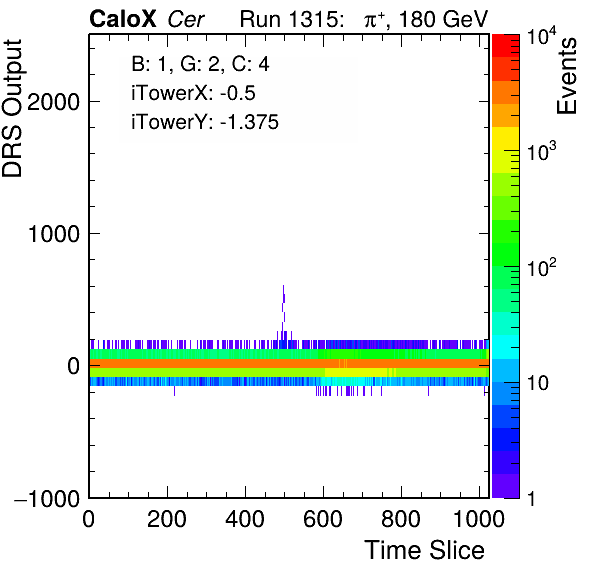 CaloX Cer Run 1315: π⁺, 180 GeV
B: 1, G: 2, C: 4
iTowerX: -0.5
iTowerY: -1.375
DRS Output
2000
1000
0
−1000
0 200 400 600 800 1000
Time Slice
Events
10⁴
10³
10²
10
1